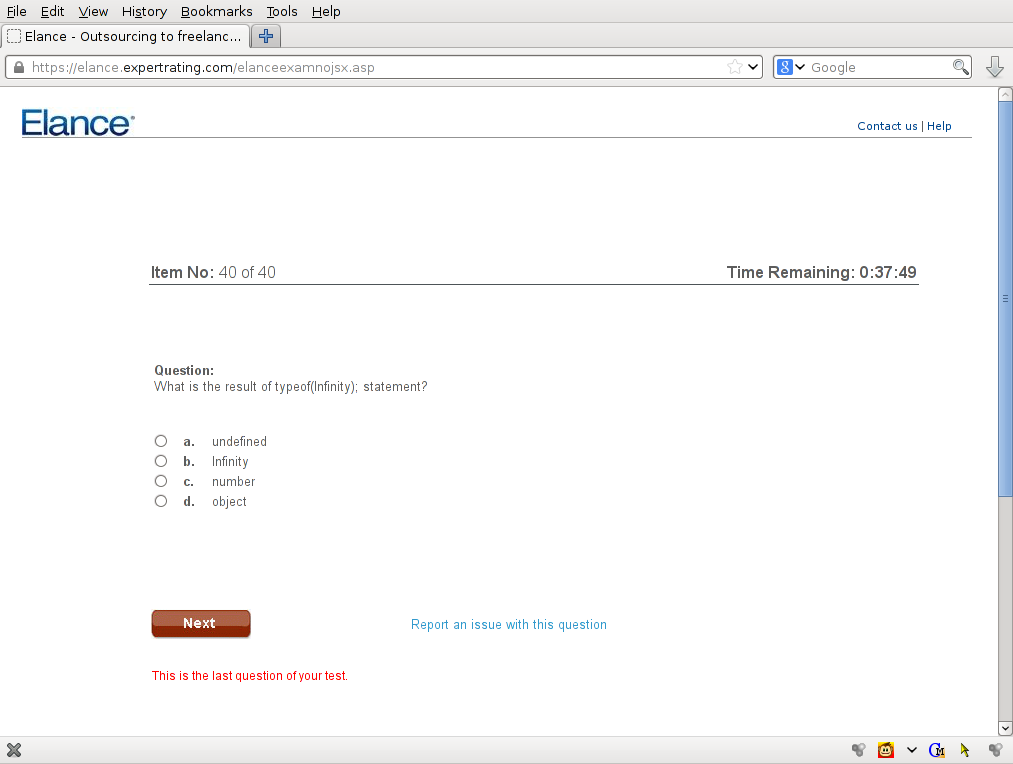 File Edit View History Bookmarks Tools Help
Elance - Outsourcing to freelanc...
https://elance.expertrating.com/elanceexamnojsx.asp
8 Google
Elance
Contact us | Help
Item No: 40 of 40
Time Remaining: 0:37:49
Question:
What is the result of typeof(Infinity); statement?
a. undefined
b. Infinity
c. number
d. object
Next
Report an issue with this question
This is the last question of your test.